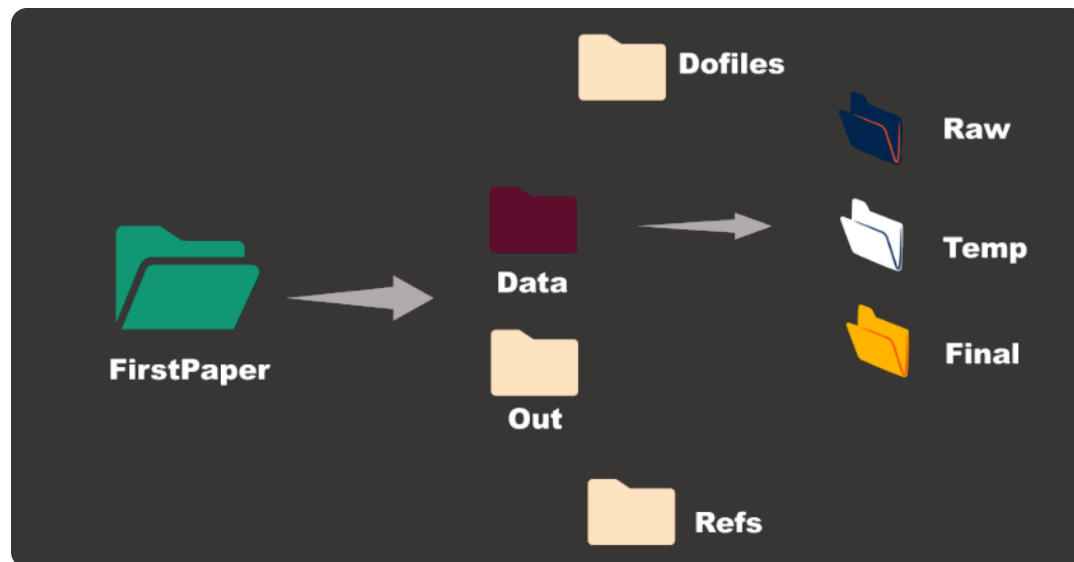 Dofiles
Raw
Data
Temp
FirstPaper
Out
Final
Refs